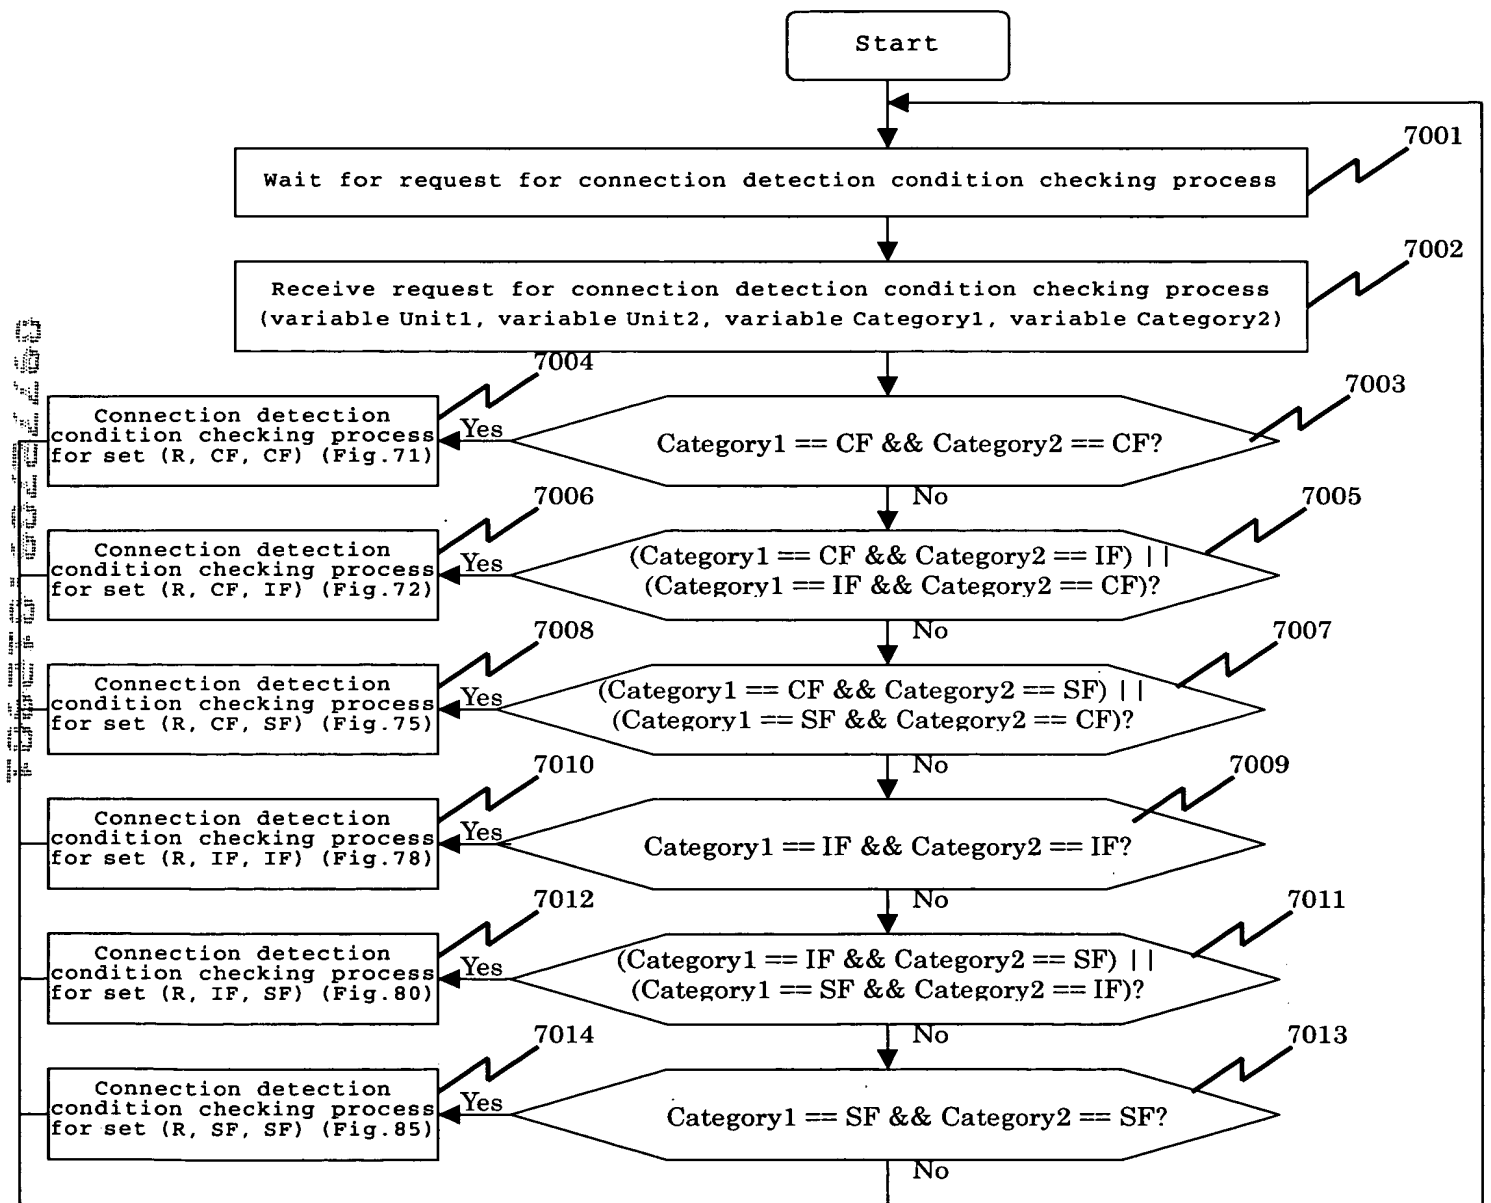 Start
7001
Wait for request for connection detection condition checking process
7002
Receive request for connection detection condition checking process
(variable Unit1, variable Unit2, variable Category1, variable Category2)
7004
7003
Connection detection
condition checking process
for set (R, CF, CF) (Fig.71)
Yes
Category1 == CF && Category2 == CF?
No
7006
7005
Connection detection
condition checking process
for set (R, CF, IF) (Fig.72)
Yes
(Category1 == CF && Category2 == IF) ||
(Category1 == IF && Category2 == CF)?
No
7008
7007
Connection detection
condition checking process
for set (R, CF, SF) (Fig.75)
Yes
(Category1 == CF && Category2 == SF) ||
(Category1 == SF && Category2 == CF)?
No
7010
7009
Connection detection
condition checking process
for set (R, IF, IF) (Fig.78)
Yes
Category1 == IF && Category2 == IF?
No
7012
7011
Connection detection
condition checking process
for set (R, IF, SF) (Fig.80)
Yes
(Category1 == IF && Category2 == SF) ||
(Category1 == SF && Category2 == IF)?
No
7014
7013
Connection detection
condition checking process
for set (R, SF, SF) (Fig.85)
Yes
Category1 == SF && Category2 == SF?
No